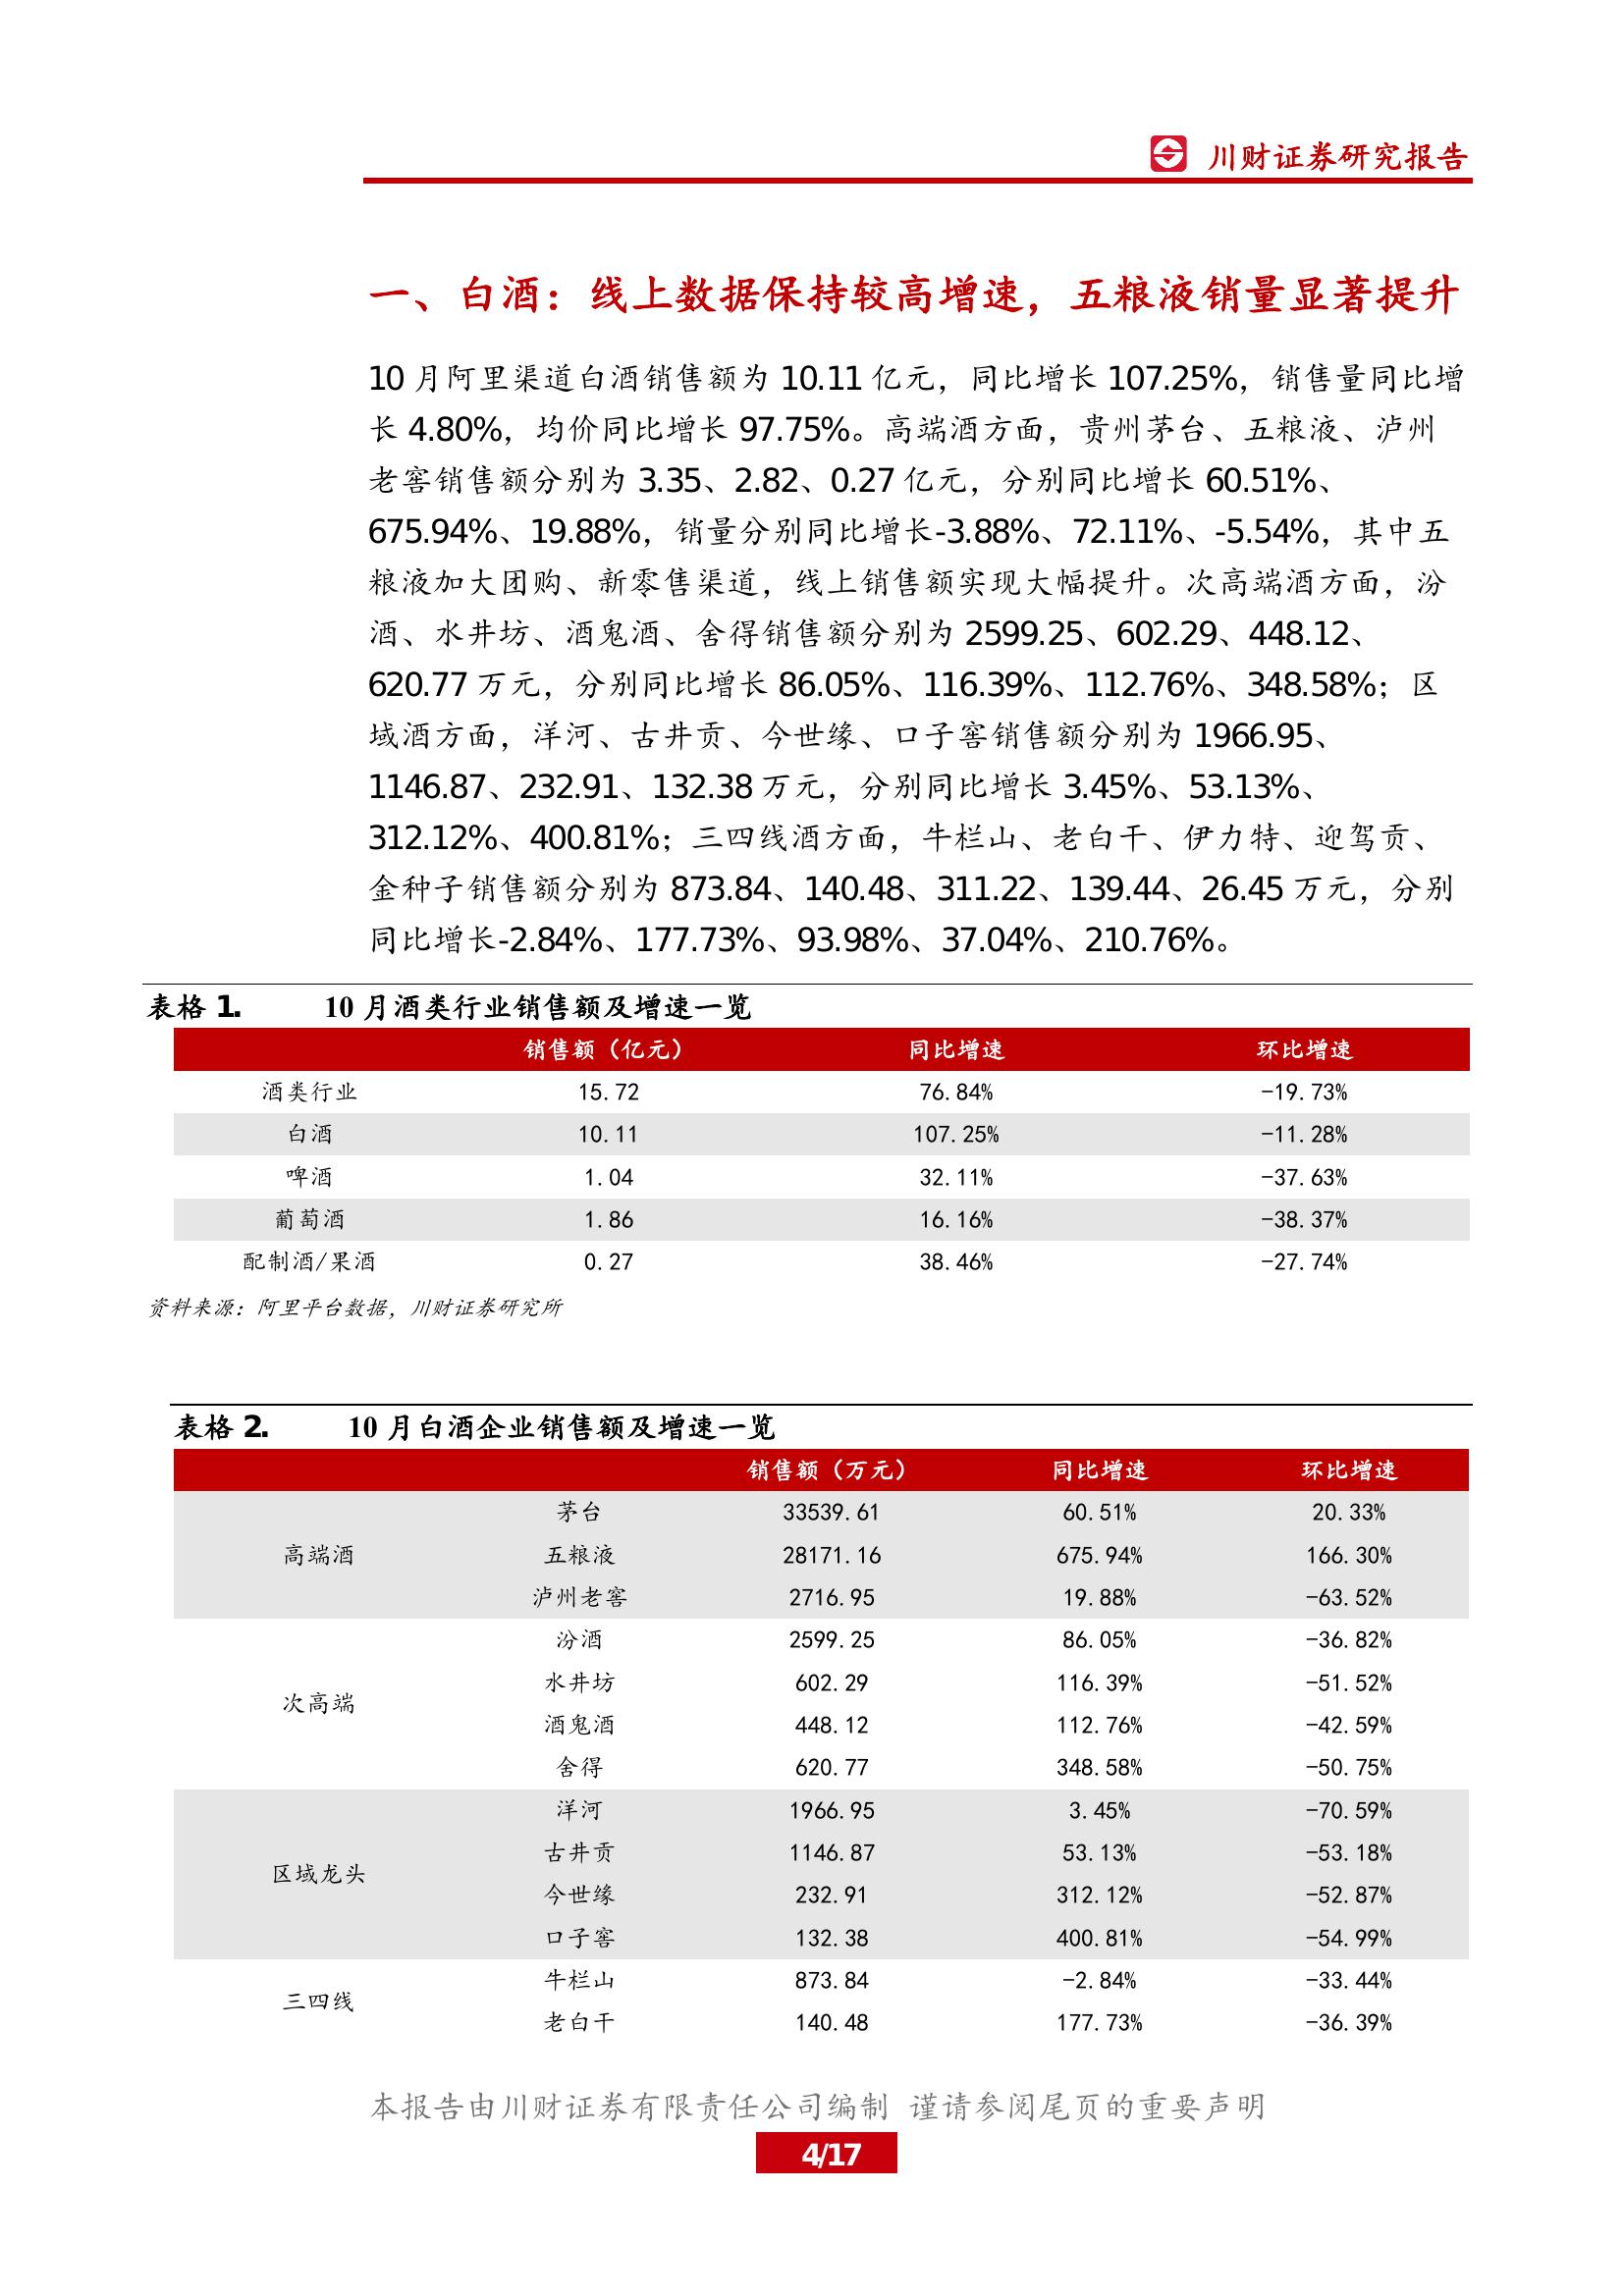 川财证券研究报告
一、白酒：线上数据保持较高增速，五粮液销量显著提升
10 月阿里渠道白酒销售额为 10.11 亿元，同比增长 107.25%，销售量同比增
长 4.80%，均价同比增长 97.75%。高端酒方面，贵州茅台、五粮液、泸州
老窖销售额分别为 3.35、2.82、0.27 亿元，分别同比增长 60.51%、
675.94%、19.88%，销量分别同比增长-3.88%、72.11%、-5.54%，其中五
粮液加大团购、新零售渠道，线上销售额实现大幅提升。次高端酒方面，汾
酒、水井坊、酒鬼酒、舍得销售额分别为 2599.25、602.29、448.12、
620.77 万元，分别同比增长 86.05%、116.39%、112.76%、348.58%；区
域酒方面，洋河、古井贡、今世缘、口子窖销售额分别为 1966.95、
1146.87、232.91、132.38 万元，分别同比增长 3.45%、53.13%、
312.12%、400.81%；三四线酒方面，牛栏山、老白干、伊力特、迎驾贡、
金种子销售额分别为 873.84、140.48、311.22、139.44、26.45 万元，分别
同比增长-2.84%、177.73%、93.98%、37.04%、210.76%。
表格 1. 10 月酒类行业销售额及增速一览
销售额（亿元） 同比增速 环比增速
酒类行业 15.72 76.84% -19.73%
白酒 10.11 107.25% -11.28%
啤酒 1.04 32.11% -37.63%
葡萄酒 1.86 16.16% -38.37%
配制酒/果酒 0.27 38.46% -27.74%
资料来源：阿里平台数据，川财证券研究所
表格 2. 10 月白酒企业销售额及增速一览
销售额（万元） 同比增速 环比增速
茅台 33539.61 60.51% 20.33%
高端酒 五粮液 28171.16 675.94% 166.30%
泸州老窖 2716.95 19.88% -63.52%
汾酒 2599.25 86.05% -36.82%
水井坊 602.29 116.39% -51.52%
次高端
酒鬼酒 448.12 112.76% -42.59%
舍得 620.77 348.58% -50.75%
洋河 1966.95 3.45% -70.59%
古井贡 1146.87 53.13% -53.18%
区域龙头
今世缘 232.91 312.12% -52.87%
口子窖 132.38 400.81% -54.99%
牛栏山 873.84 -2.84% -33.44%
三四线
老白干 140.48 177.73% -36.39%
本报告由川财证券有限责任公司编制 谨请参阅尾页的重要声明
4/17